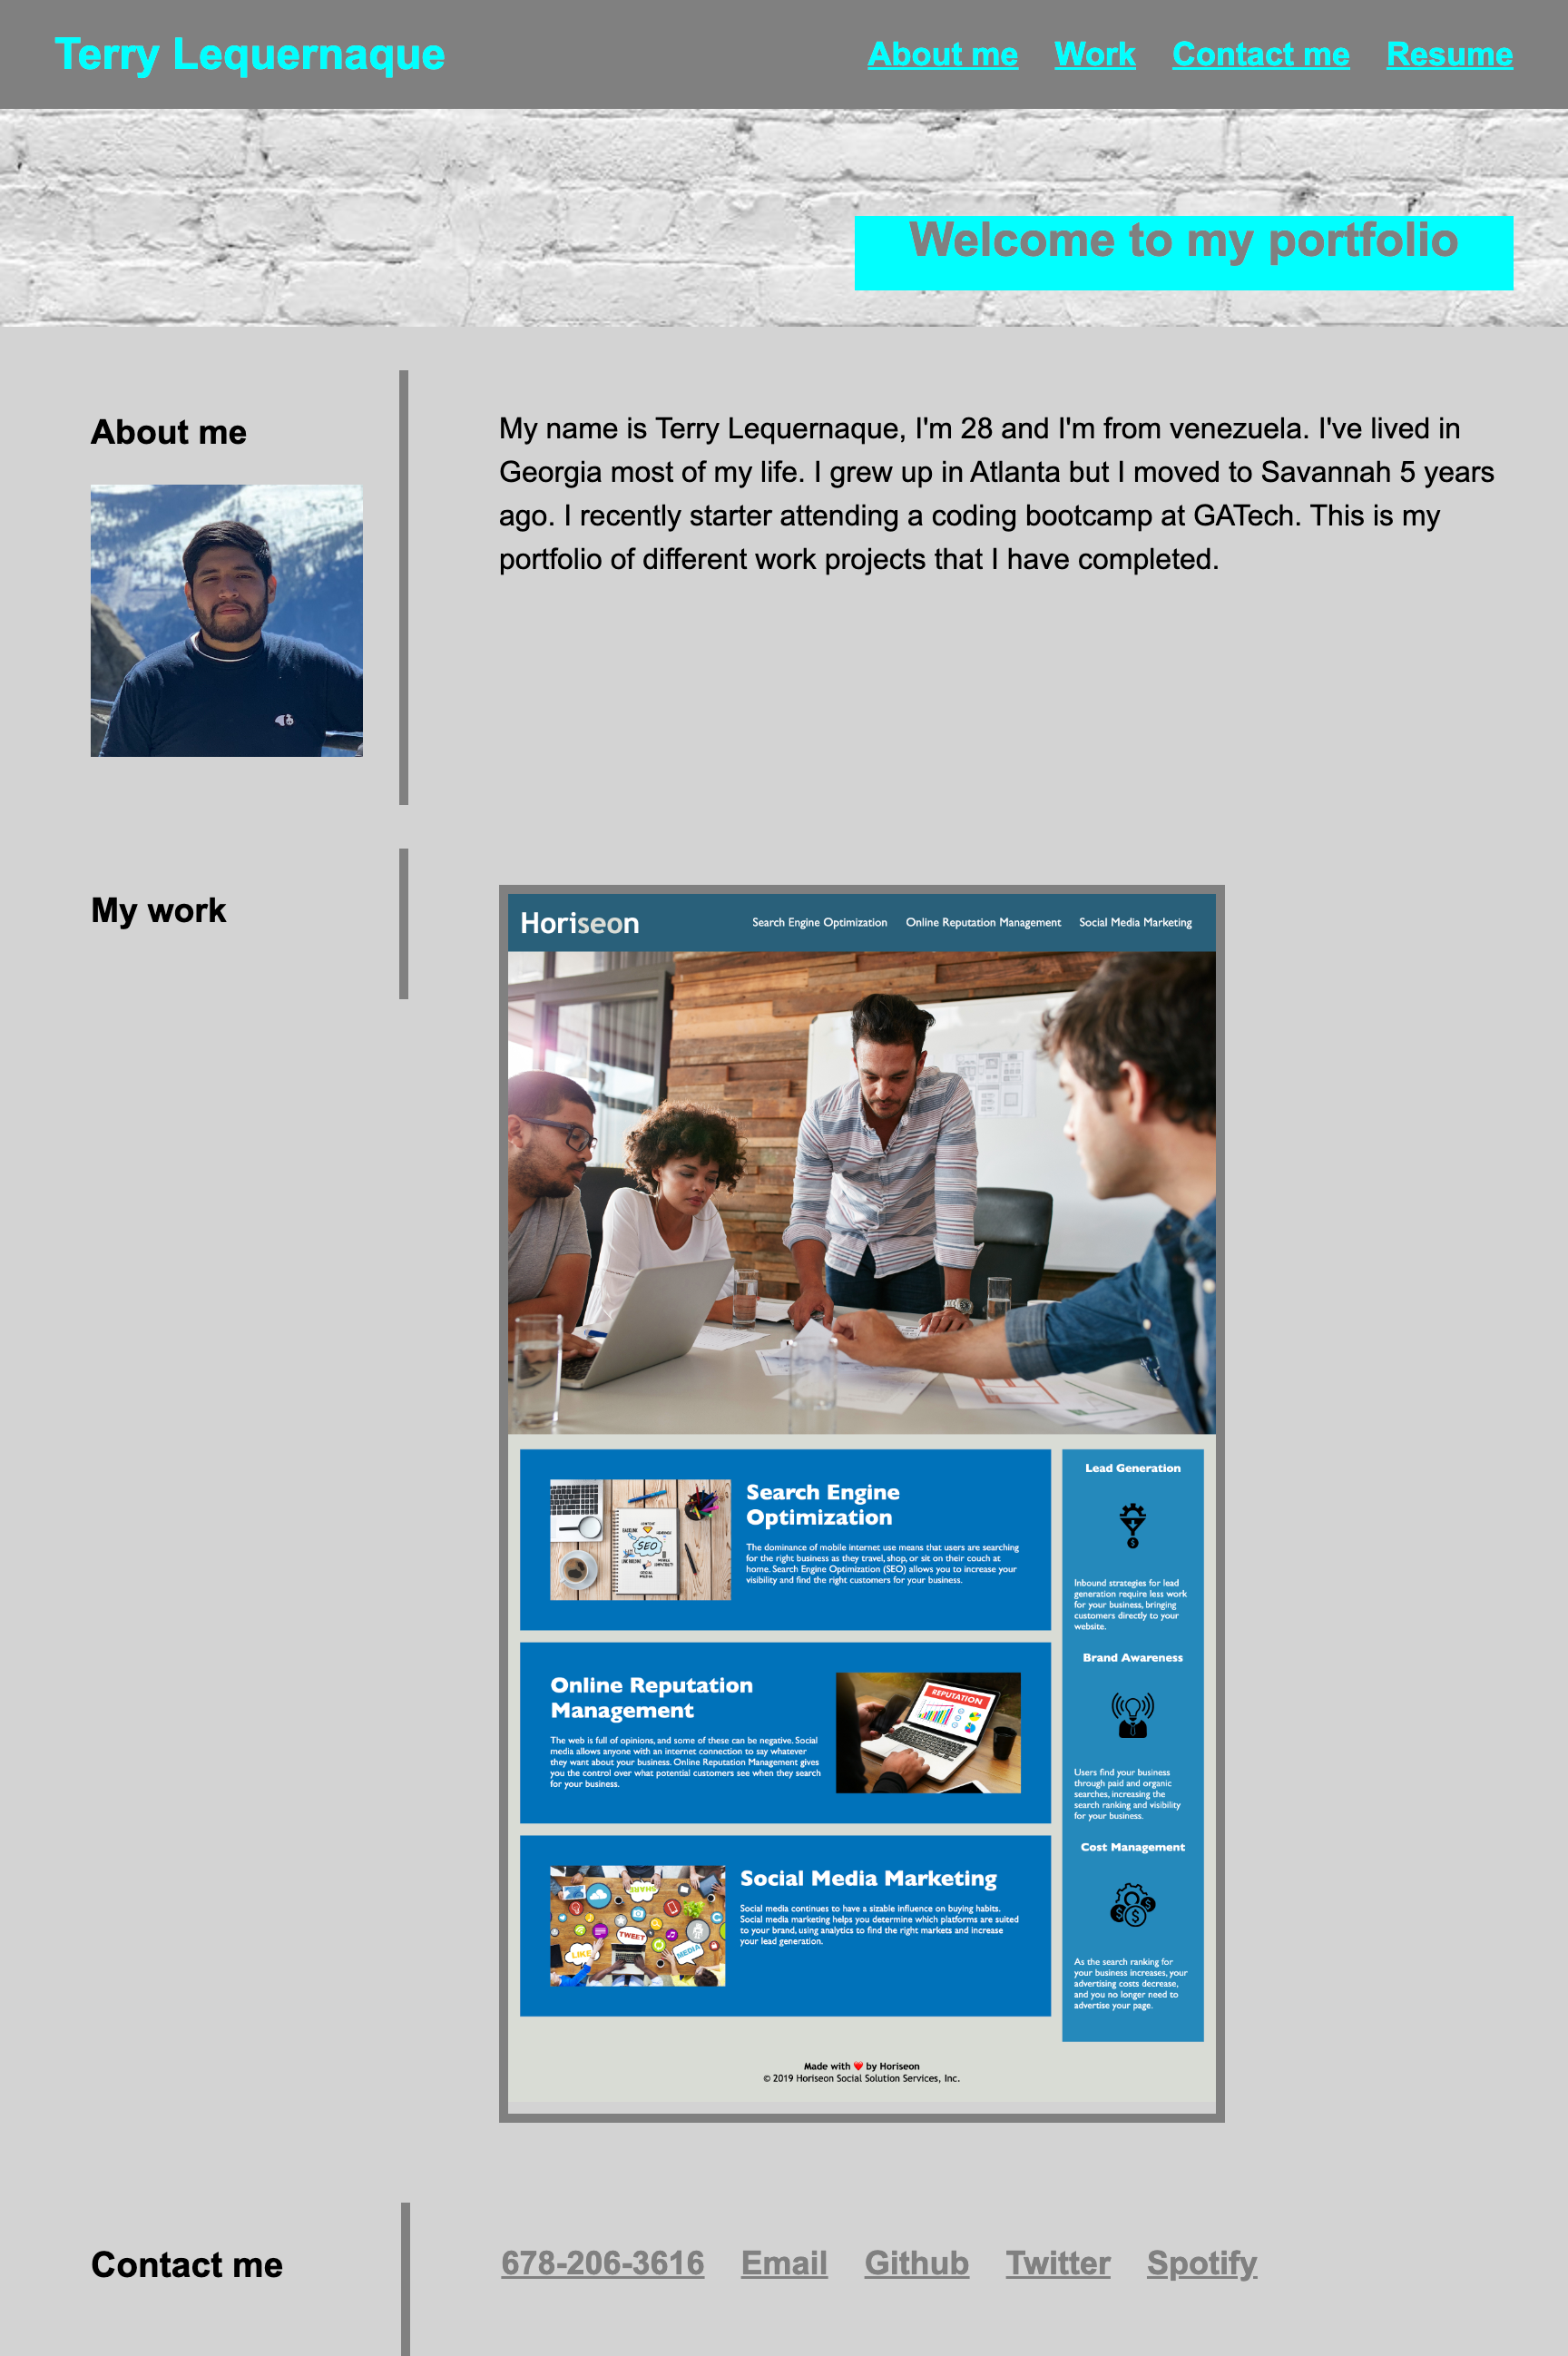 Terry Lequernaque
About me Work Contact me Resume
Welcome to my portfolio
About me
My name is Terry Lequernaque, I'm 28 and I'm from venezuela. I've lived in
Georgia most of my life. I grew up in Atlanta but I moved to Savannah 5 years
ago. I recently starter attending a coding bootcamp at GATech. This is my
portfolio of different work projects that I have completed.
My work
Horiseon
Search Engine Optimization Online Reputation Management Social Media Marketing
SEO
Search Engine
Optimization
The dominance of mobile internet use means that users are searching
for the right business as they travel, shop, or sit on their couch at
home. Search Engine Optimization (SEO) allows you to increase your
visibility and find the right customers for your business.
Online Reputation
Management
The web is full of opinions, and some of these can be negative. Social
media allows anyone with an internet connection to say whatever
they want about your business. Online Reputation Management gives
you the control over what potential customers see when they search
for your business.
REPUTATION
SHARE
TWEET
LIKE
MEDIA
Social Media Marketing
Social media continues to have a sizable influence on buying habits.
Social media marketing helps you determine which platforms are suited
to your brand, using analytics to find the right markets and increase
your lead generation.
Lead Generation
Inbound strategies for lead
generation require less work
for your business, bringing
customers directly to your
website.
Brand Awareness
Users find your business
through paid and organic
searches, increasing the
search ranking and visibility
for your business.
Cost Management
As the search ranking for
your business increases, your
advertising costs decrease,
and you no longer need to
advertise your page.
Made with ❤️ by Horiseon
© 2019 Horiseon Social Solution Services, Inc.
Contact me
678-206-3616 Email Github Twitter Spotify